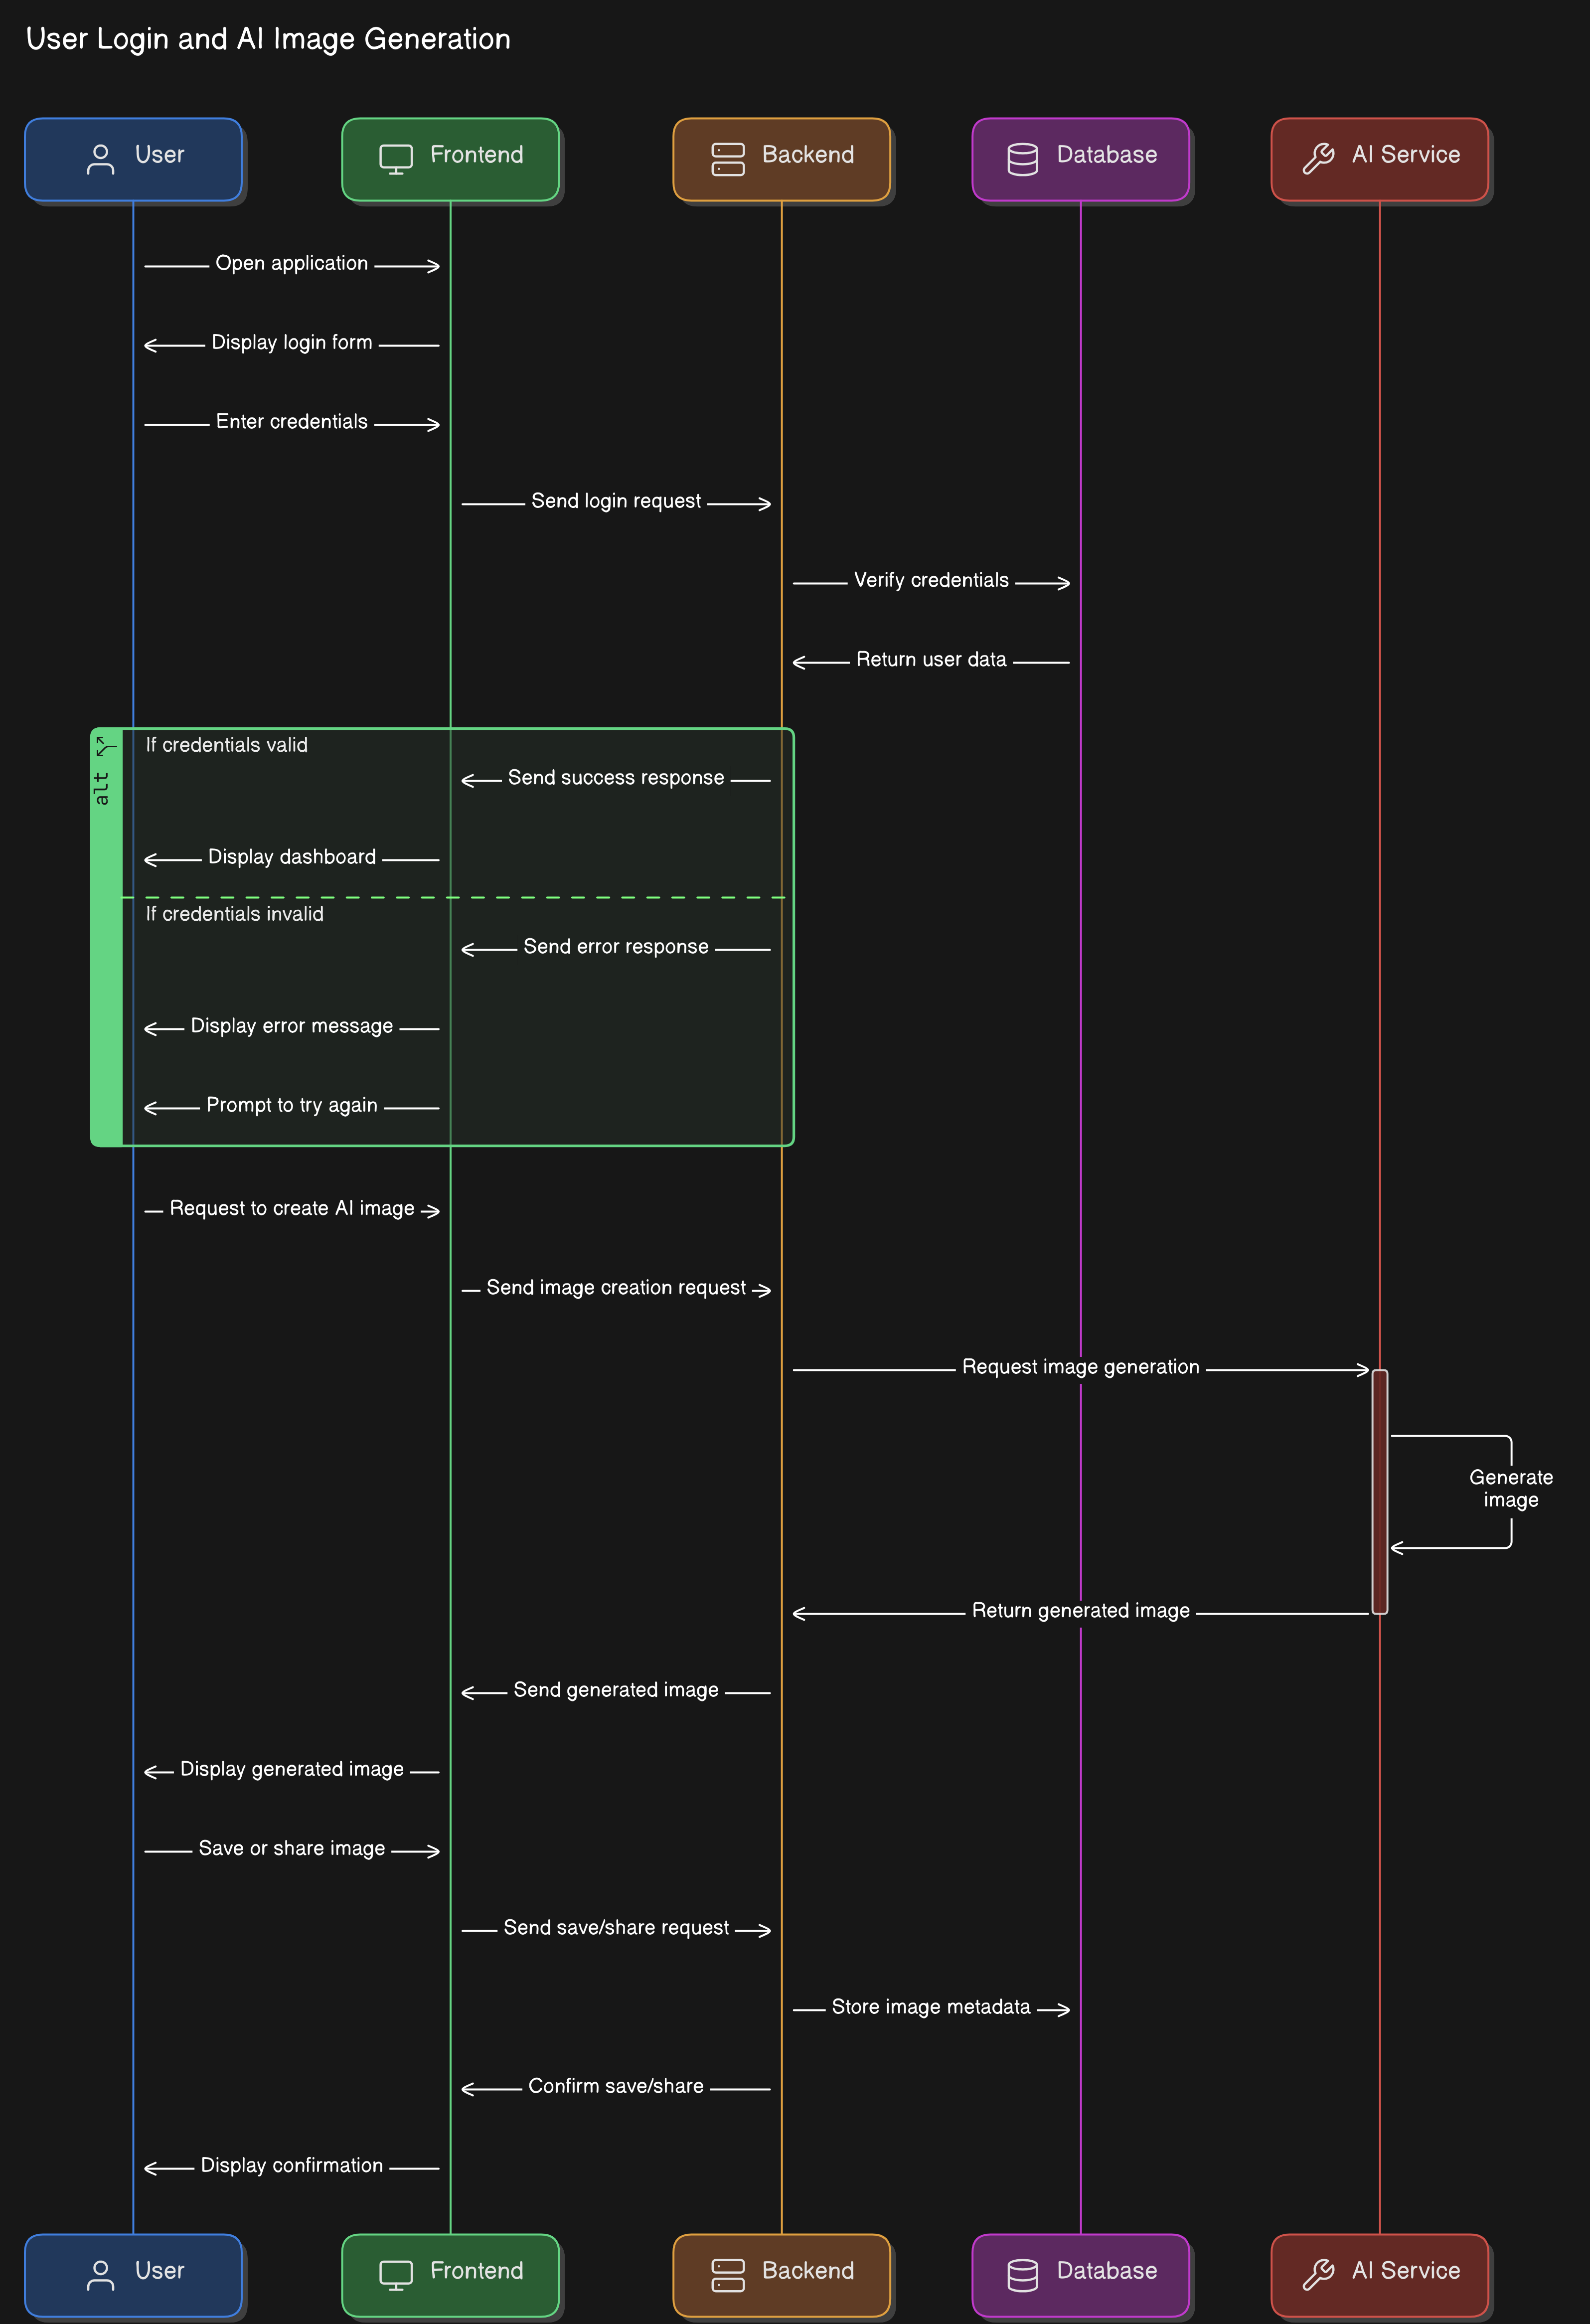 User Login and AI Image Generation
User
Frontend
Backend
Database
AI Service
Open application
Display login form
Enter credentials
Send login request
Verify credentials
Return user data
alt
If credentials valid
Send success response
Display dashboard
If credentials invalid
Send error response
Display error message
Prompt to try again
Request to create AI image
Send image creation request
Request image generation
Generate
image
Return generated image
Send generated image
Display generated image
Save or share image
Send save/share request
Store image metadata
Confirm save/share
Display confirmation
User
Frontend
Backend
Database
AI Service